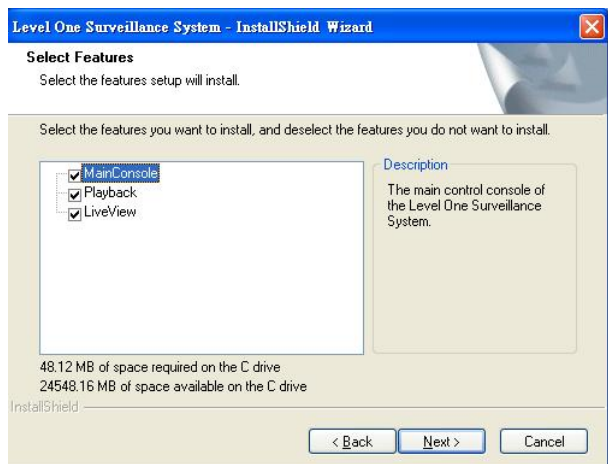 Level One Surveillance System - InstallShield Wizard
Select Features
Select the features setup will install.
Select the features you want to install, and deselect the features you do not want to install.
MainConsole
Playback
LiveView
Description
The main control console of
the Level One Surveillance
System.
48.12 MB of space required on the C drive
24548.16 MB of space available on the C drive
InstallShield
< Back
Next >
Cancel